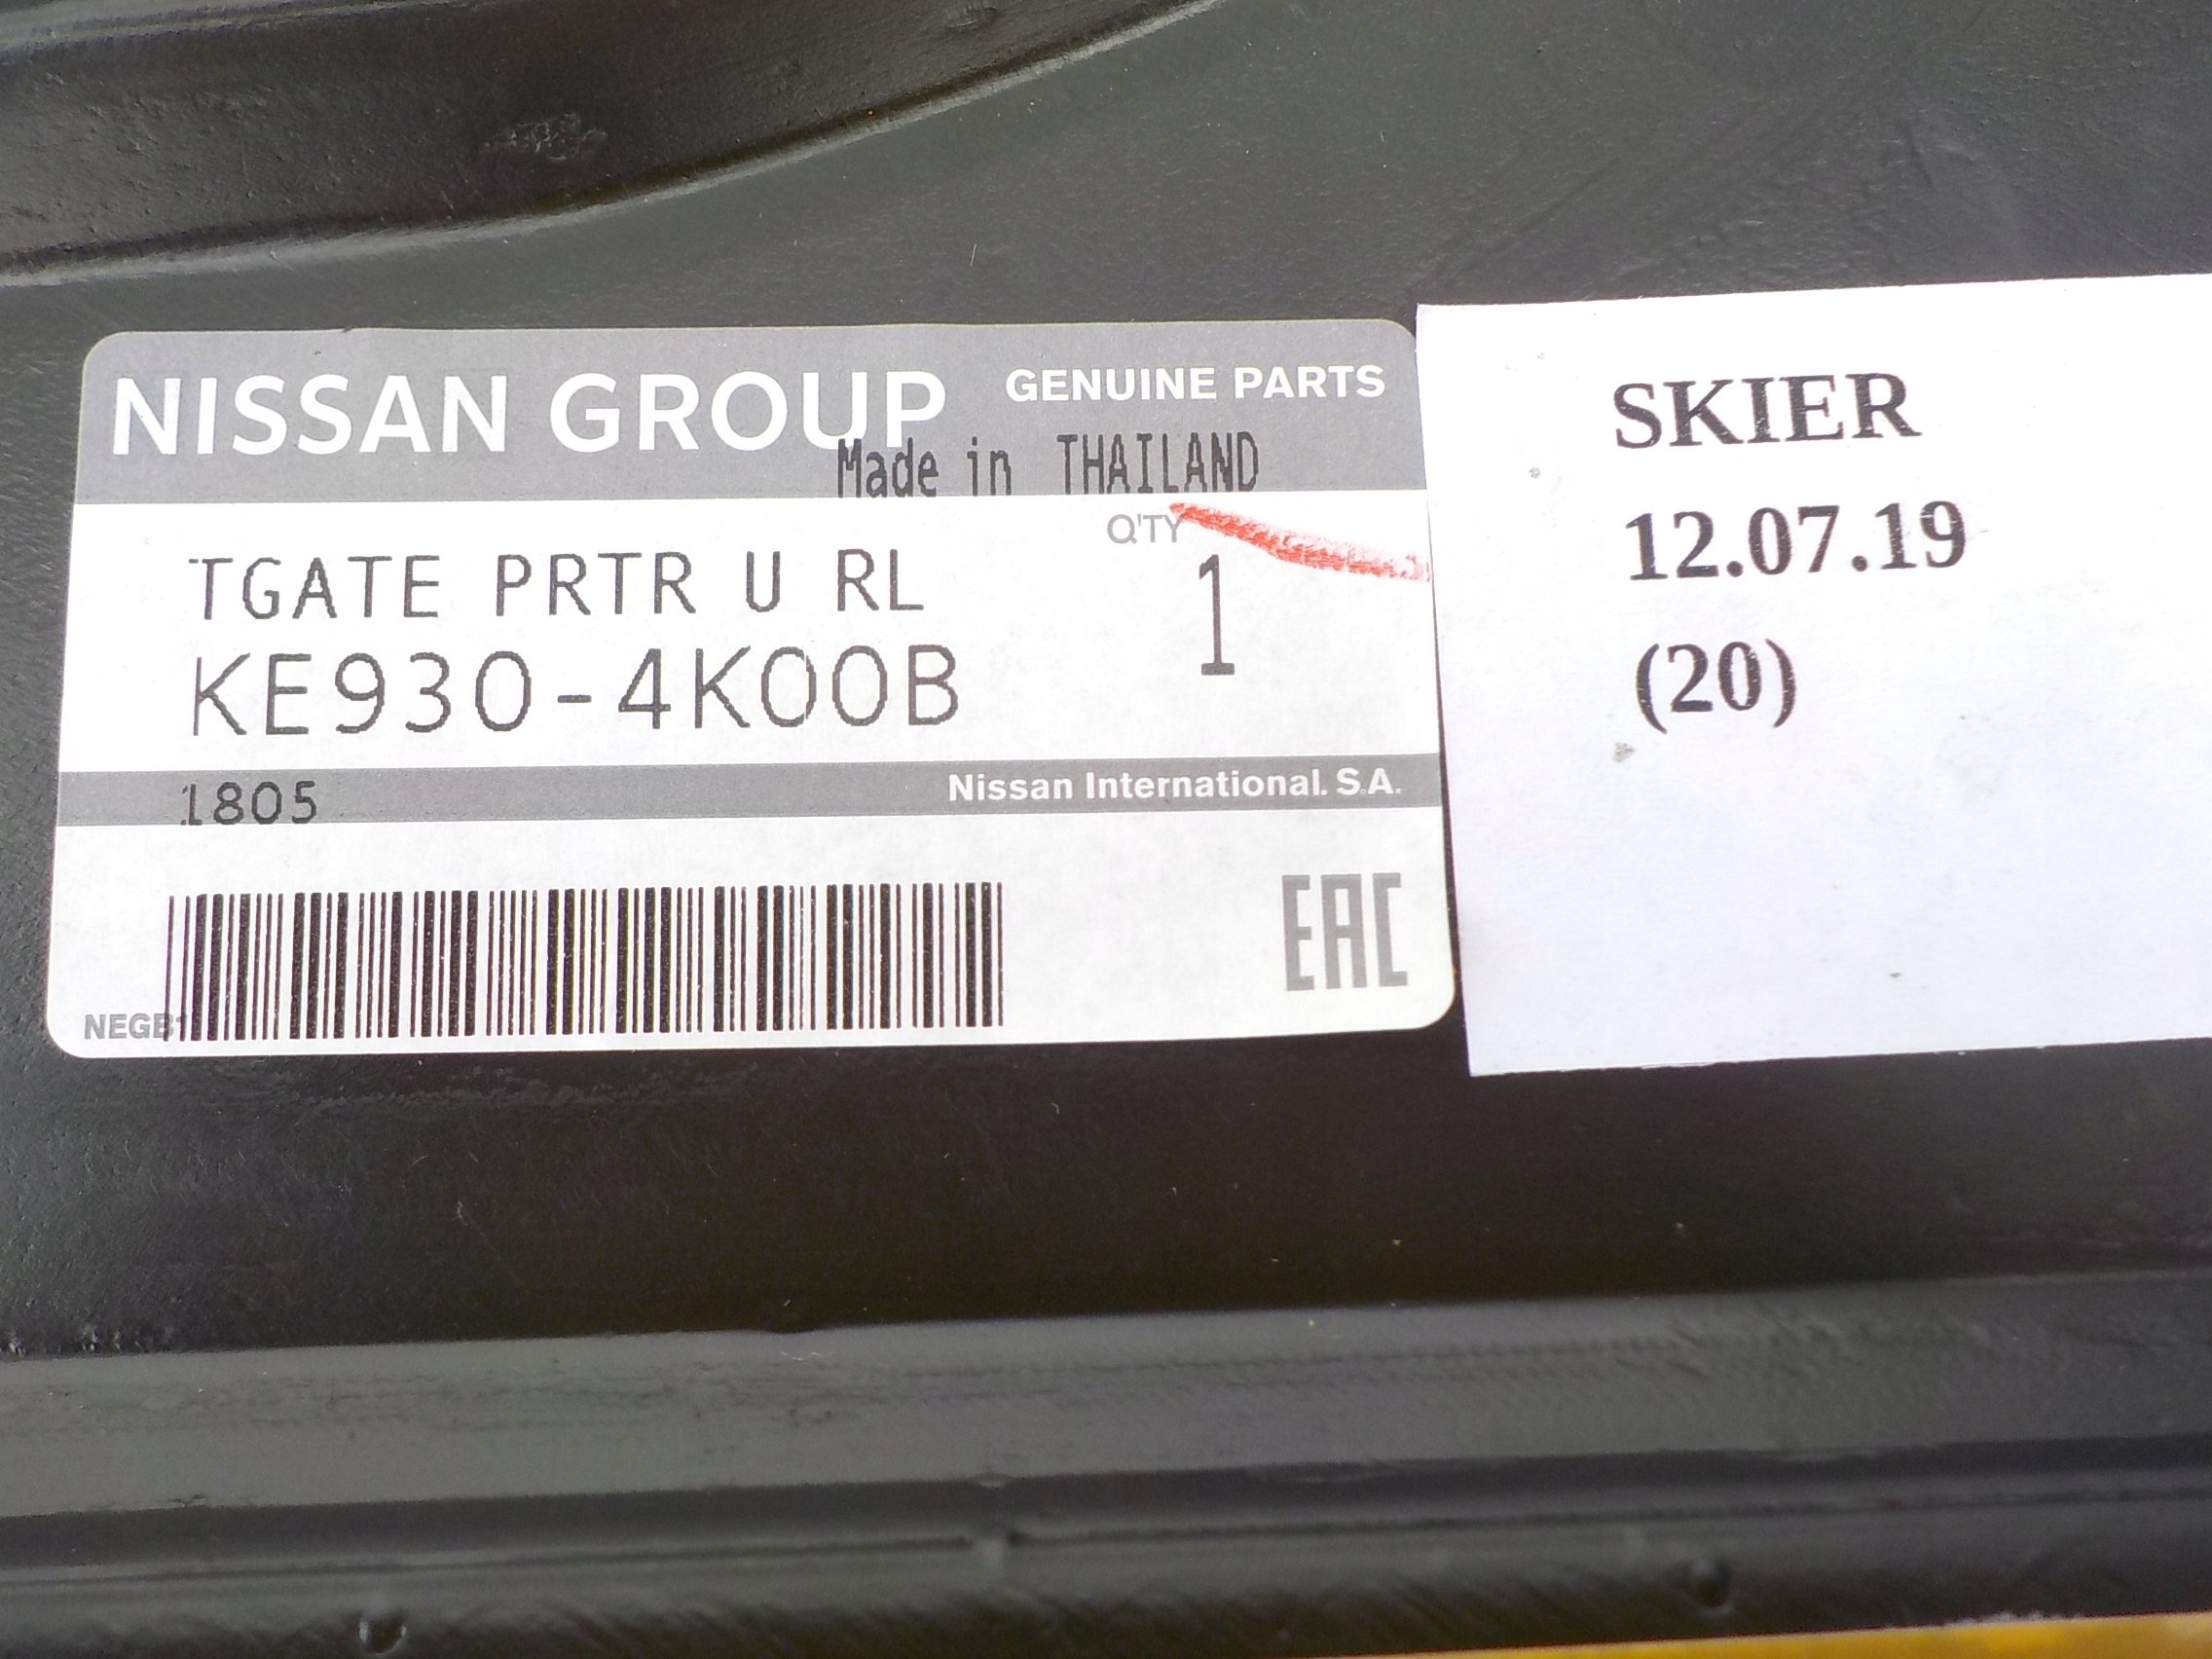 NISSAN GROUP GENUINE PARTS
Made in THAILAND
Q'TY
TGATE PRTR U RL
1
KE930-4K00B
1805
Nissan International. S.A.
EAC
NEGB1
SKIER
12.07.19
(20)